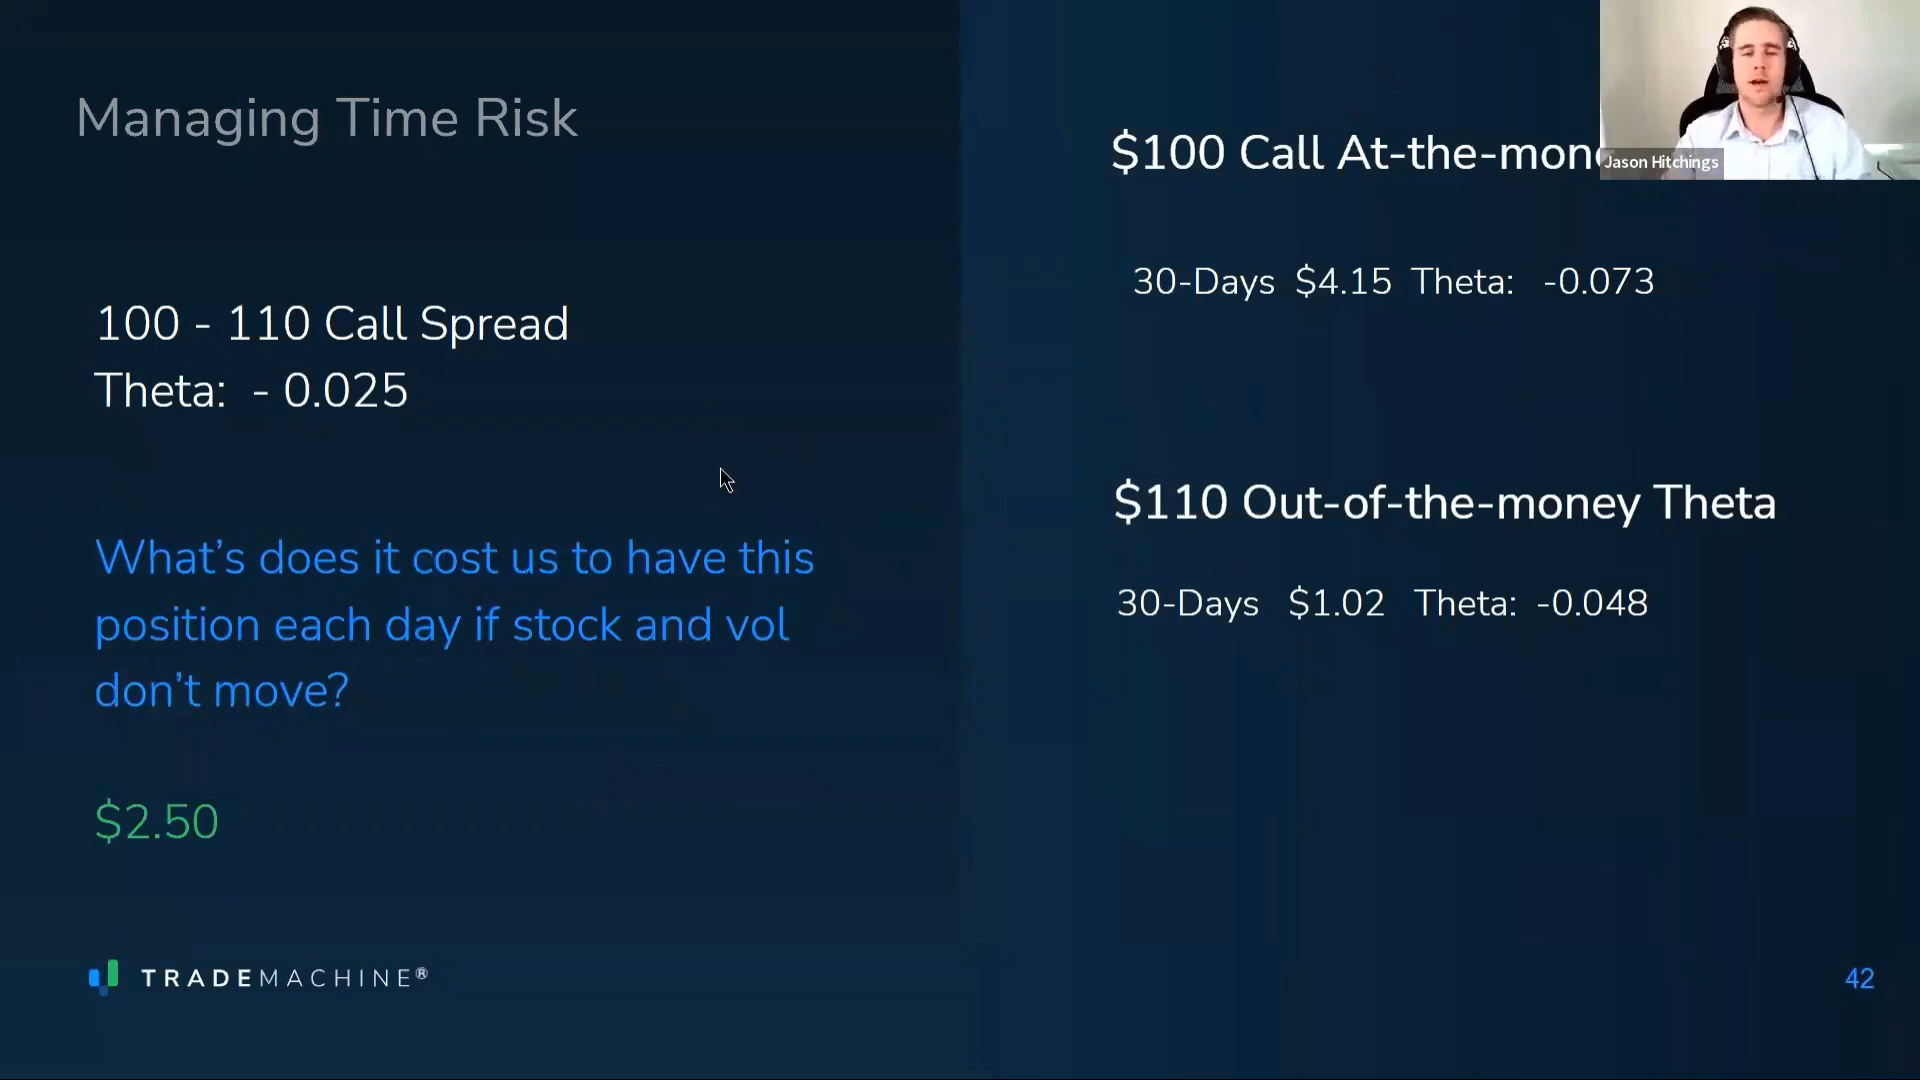 Managing Time Risk
100 - 110 Call Spread
Theta: - 0.025
What's does it cost us to have this
position each day if stock and vol
don't move?
$2.50
TRADEMACHINE®
$100 Call At-the-mon
Jason Hitchings
30-Days $4.15 Theta: -0.073
$110 Out-of-the-money Theta
30-Days $1.02 Theta: -0.048
42